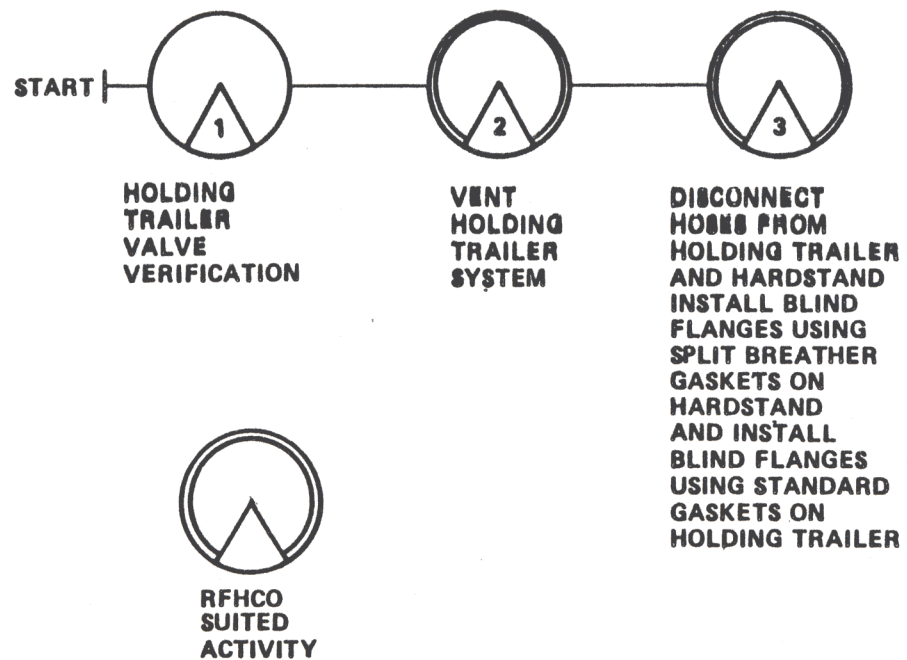 START
1
2
3
HOLDING
TRAILER
VALVE
VERIFICATION
VENT
HOLDING
TRAILER
SYSTEM
DISCONNECT
HOSES FROM
HOLDING TRAILER
AND HARDSTAND
INSTALL BLIND
FLANGES USING
SPLIT BREATHER
GASKETS ON
HARDSTAND
AND INSTALL
BLIND FLANGES
USING STANDARD
GASKETS ON
HOLDING TRAILER
RFHCO
SUITED
ACTIVITY